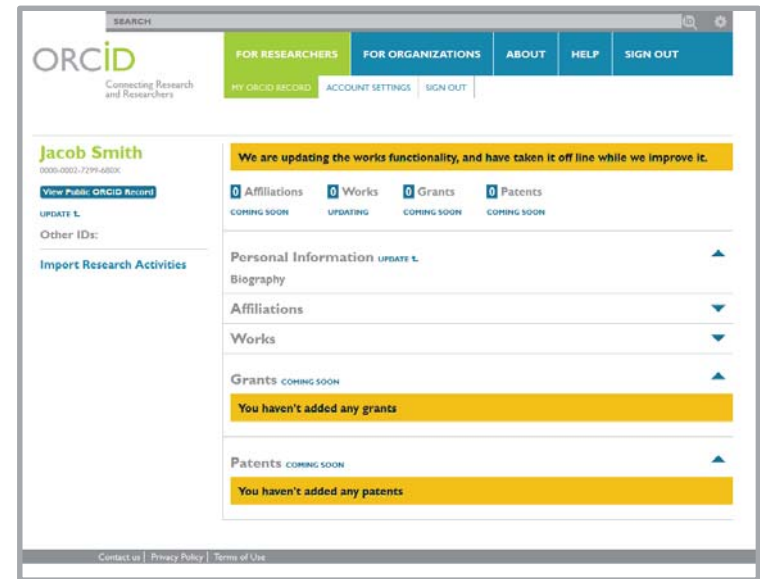 SEARCH
ORCiD
Connecting Research
and Researchers
FOR RESEARCHERS FOR ORGANIZATIONS ABOUT HELP SIGN OUT
MY ORCID RECORD ACCOUNT SETTINGS SIGN OUT
Jacob Smith
0000-0002-7299-680X
View Public ORCID Record
UPDATE
Other IDs:
Import Research Activities
We are updating the works functionality, and have taken it off line while we improve it.
0 Affiliations 0 Works 0 Grants 0 Patents
COMING SOON UPDATING COMING SOON COMING SOON
Personal Information UPDATE
Biography
Affiliations
Works
Grants COMING SOON
You haven't added any grants
Patents COMING SOON
You haven't added any patents
Contact us | Privacy Policy | Terms of Use